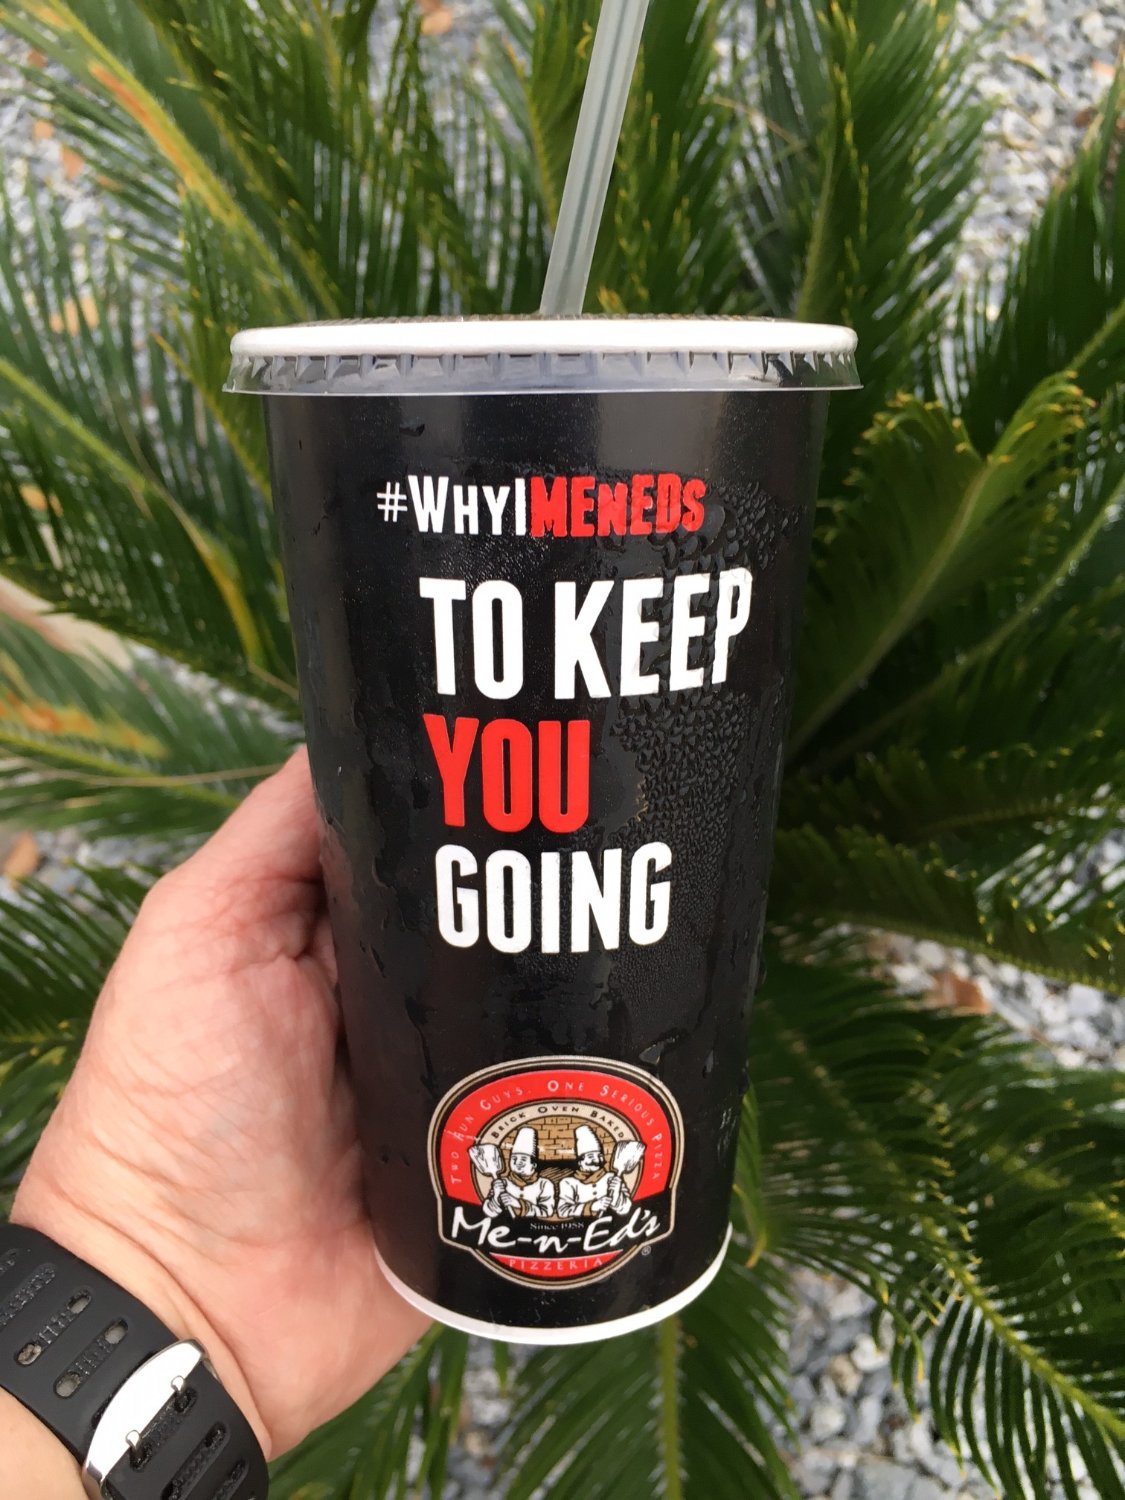 #WHYIMENEDS
TO KEEP
YOU
GOING
TWO FUN GUYS. ONE SERIOUS PIZZA
BRICK OVEN BAKED
Since 1958
Me-n-Ed's
®
PIZZERIA